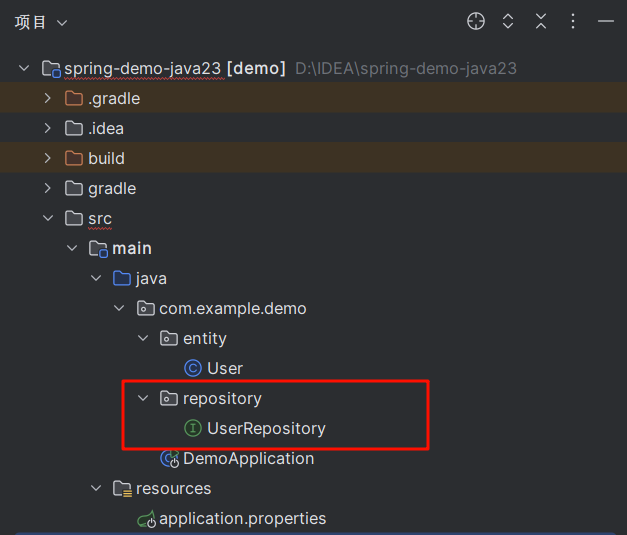 项目
spring-demo-java23 [demo] D:\IDEA\spring-demo-java23
.gradle
.idea
build
gradle
src
main
java
com.example.demo
entity
User
repository
UserRepository
DemoApplication
resources
application.properties